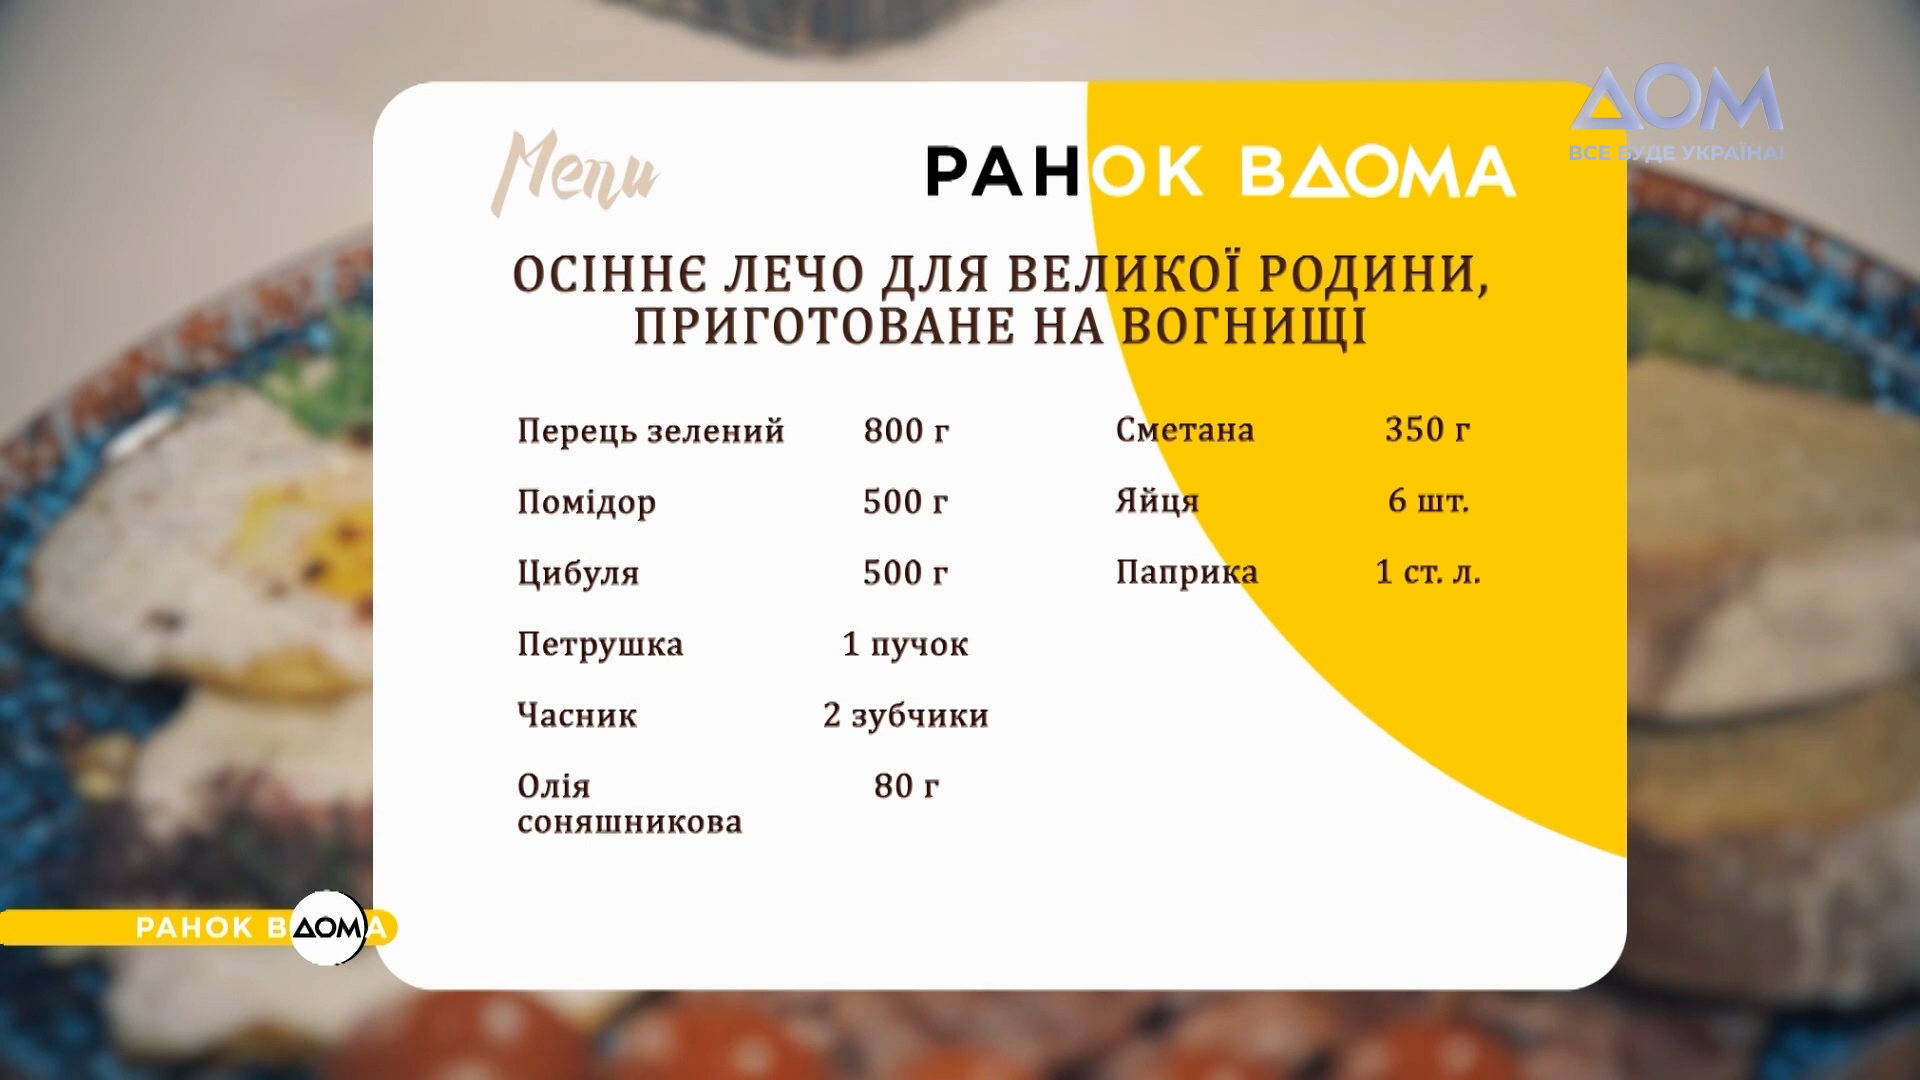 Menu
РАНОК ВДОМА
ДОМ
ВСЕ БУДЕ УКРАЇНА!
ОСІННЄ ЛЕЧО ДЛЯ ВЕЛИКОЇ РОДИНИ,
ПРИГОТОВАНЕ НА ВОГНИЩІ
Перець зелений 800 г
Помідор 500 г
Цибуля 500 г
Петрушка 1 пучок
Часник 2 зубчики
Олія 80 г
соняшникова
Сметана 350 г
Яйця 6 шт.
Паприка 1 ст. л.
РАНОК ВДОМА